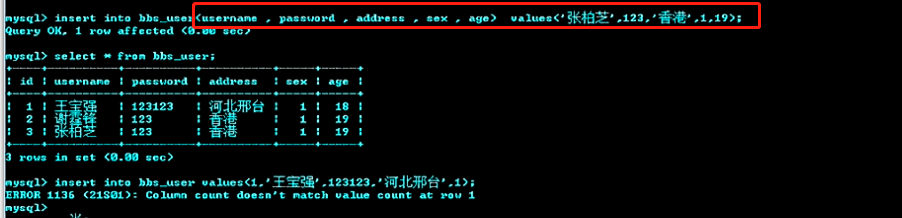 mysql> insert into bbs_user(username , password , address , sex , age)  values('张柏芝',123,'香港',1,19);
Query OK, 1 row affected (0.00 sec)
mysql> select * from bbs_user;
+----+----------+----------+----------+-----+-----+
| id | username | password | address  | sex | age |
+----+----------+----------+----------+-----+-----+
| 1 | 王宝强 | 123123 | 河北邢台 | 1 | 18 |
| 2 | 谢霆锋 | 123 | 香港 | 1 | 19 |
| 3 | 张柏芝 | 123 | 香港 | 1 | 19 |
+----+----------+----------+----------+-----+-----+
3 rows in set (0.00 sec)
mysql> insert into bbs_user values(1,'王宝强',123123,'河北邢台',1);
ERROR 1136 (21S01): Column count doesn't match value count at row 1
mysql>